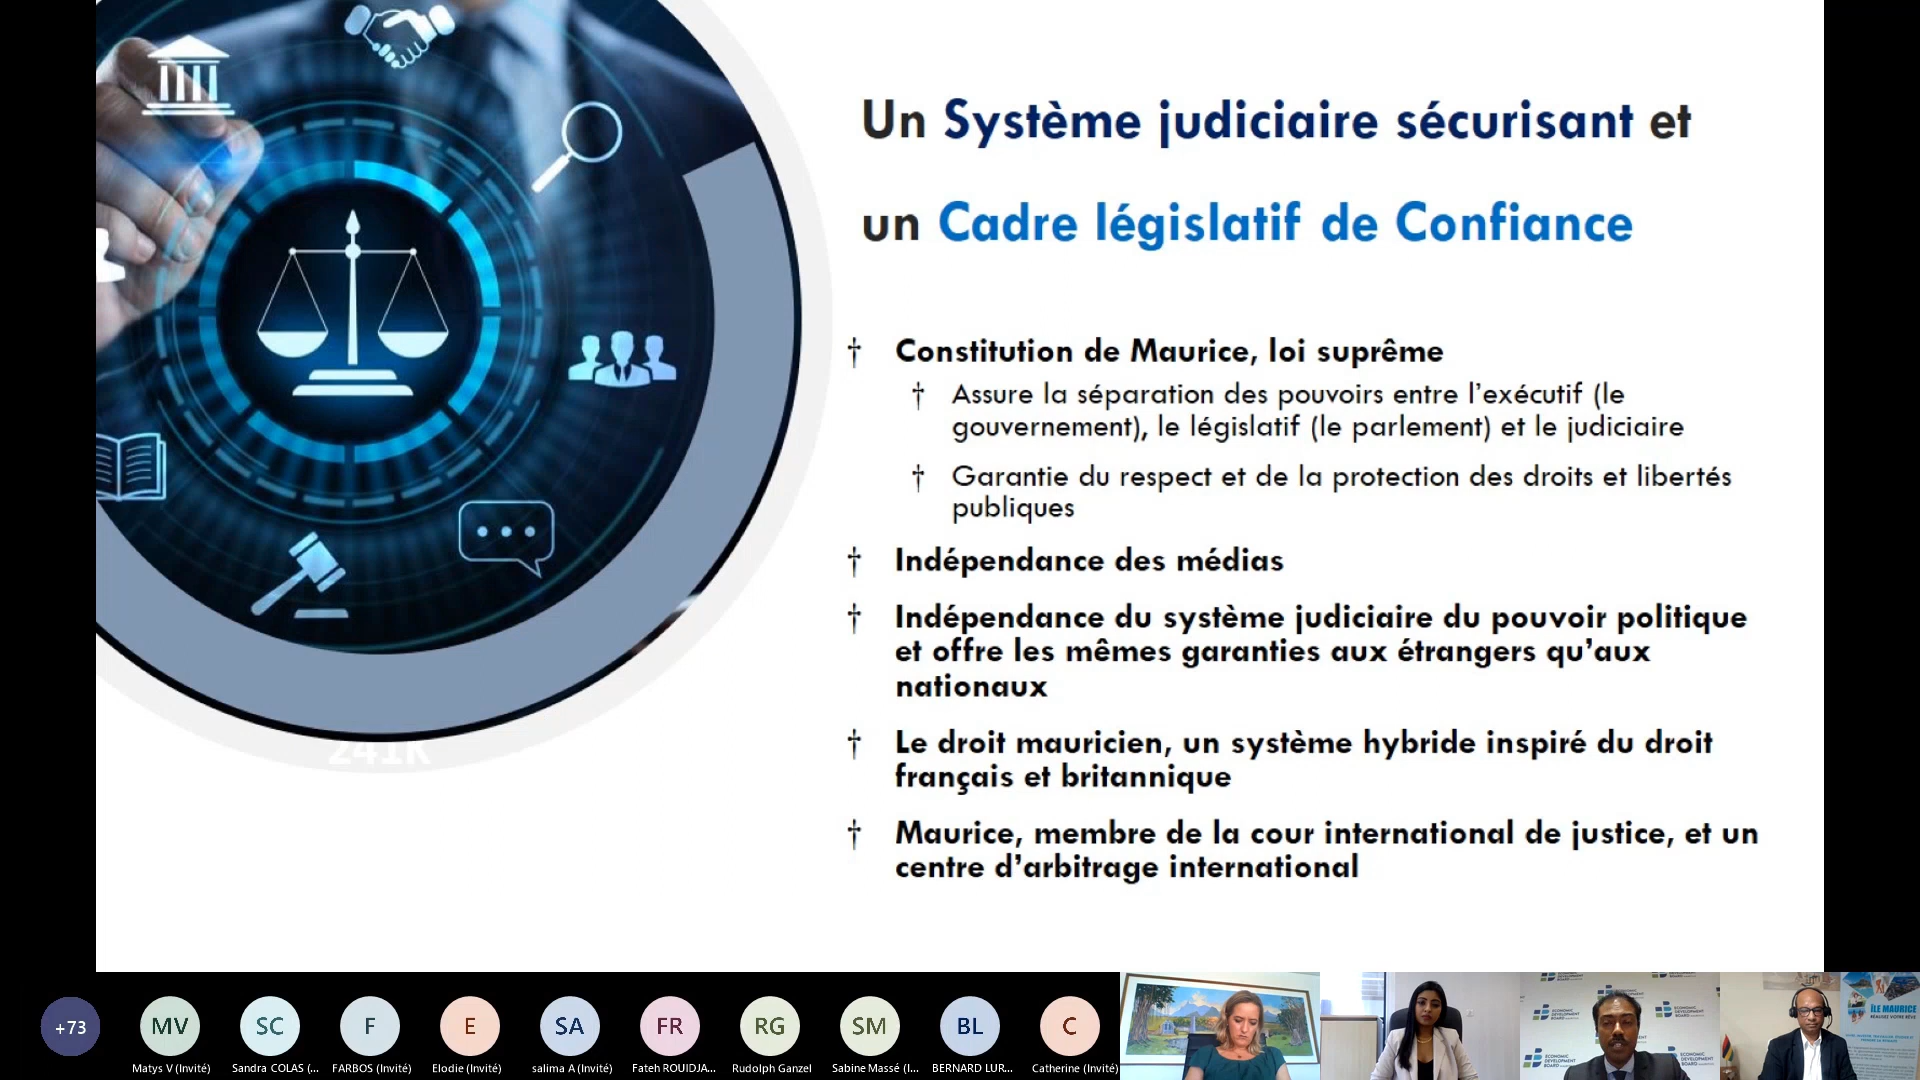 Un Système judiciaire sécurisant et
un Cadre législatif de Confiance
† Constitution de Maurice, loi suprême
† Assure la séparation des pouvoirs entre l’exécutif (le
gouvernement), le législatif (le parlement) et le judiciaire
† Garantie du respect et de la protection des droits et libertés
publiques
† Indépendance des médias
† Indépendance du système judiciaire du pouvoir politique
et offre les mêmes garanties aux étrangers qu’aux
nationaux
† Le droit mauricien, un système hybride inspiré du droit
français et britannique
† Maurice, membre de la cour international de justice, et un
centre d’arbitrage international
241K
+73
MV
SC
F
E
SA
FR
RG
SM
BL
C
Matys V (Invité)
Sandra COLAS (...
FARBOS (Invité)
Elodie (Invité)
salima A (Invité)
Fateh ROUIDJA...
Rudolph Ganzel
Sabine Massé (I...
BERNARD LUR...
Catherine (Invité)
ECONOMIC
DEVELOPMENT
BOARD
ÎLE MAURICE